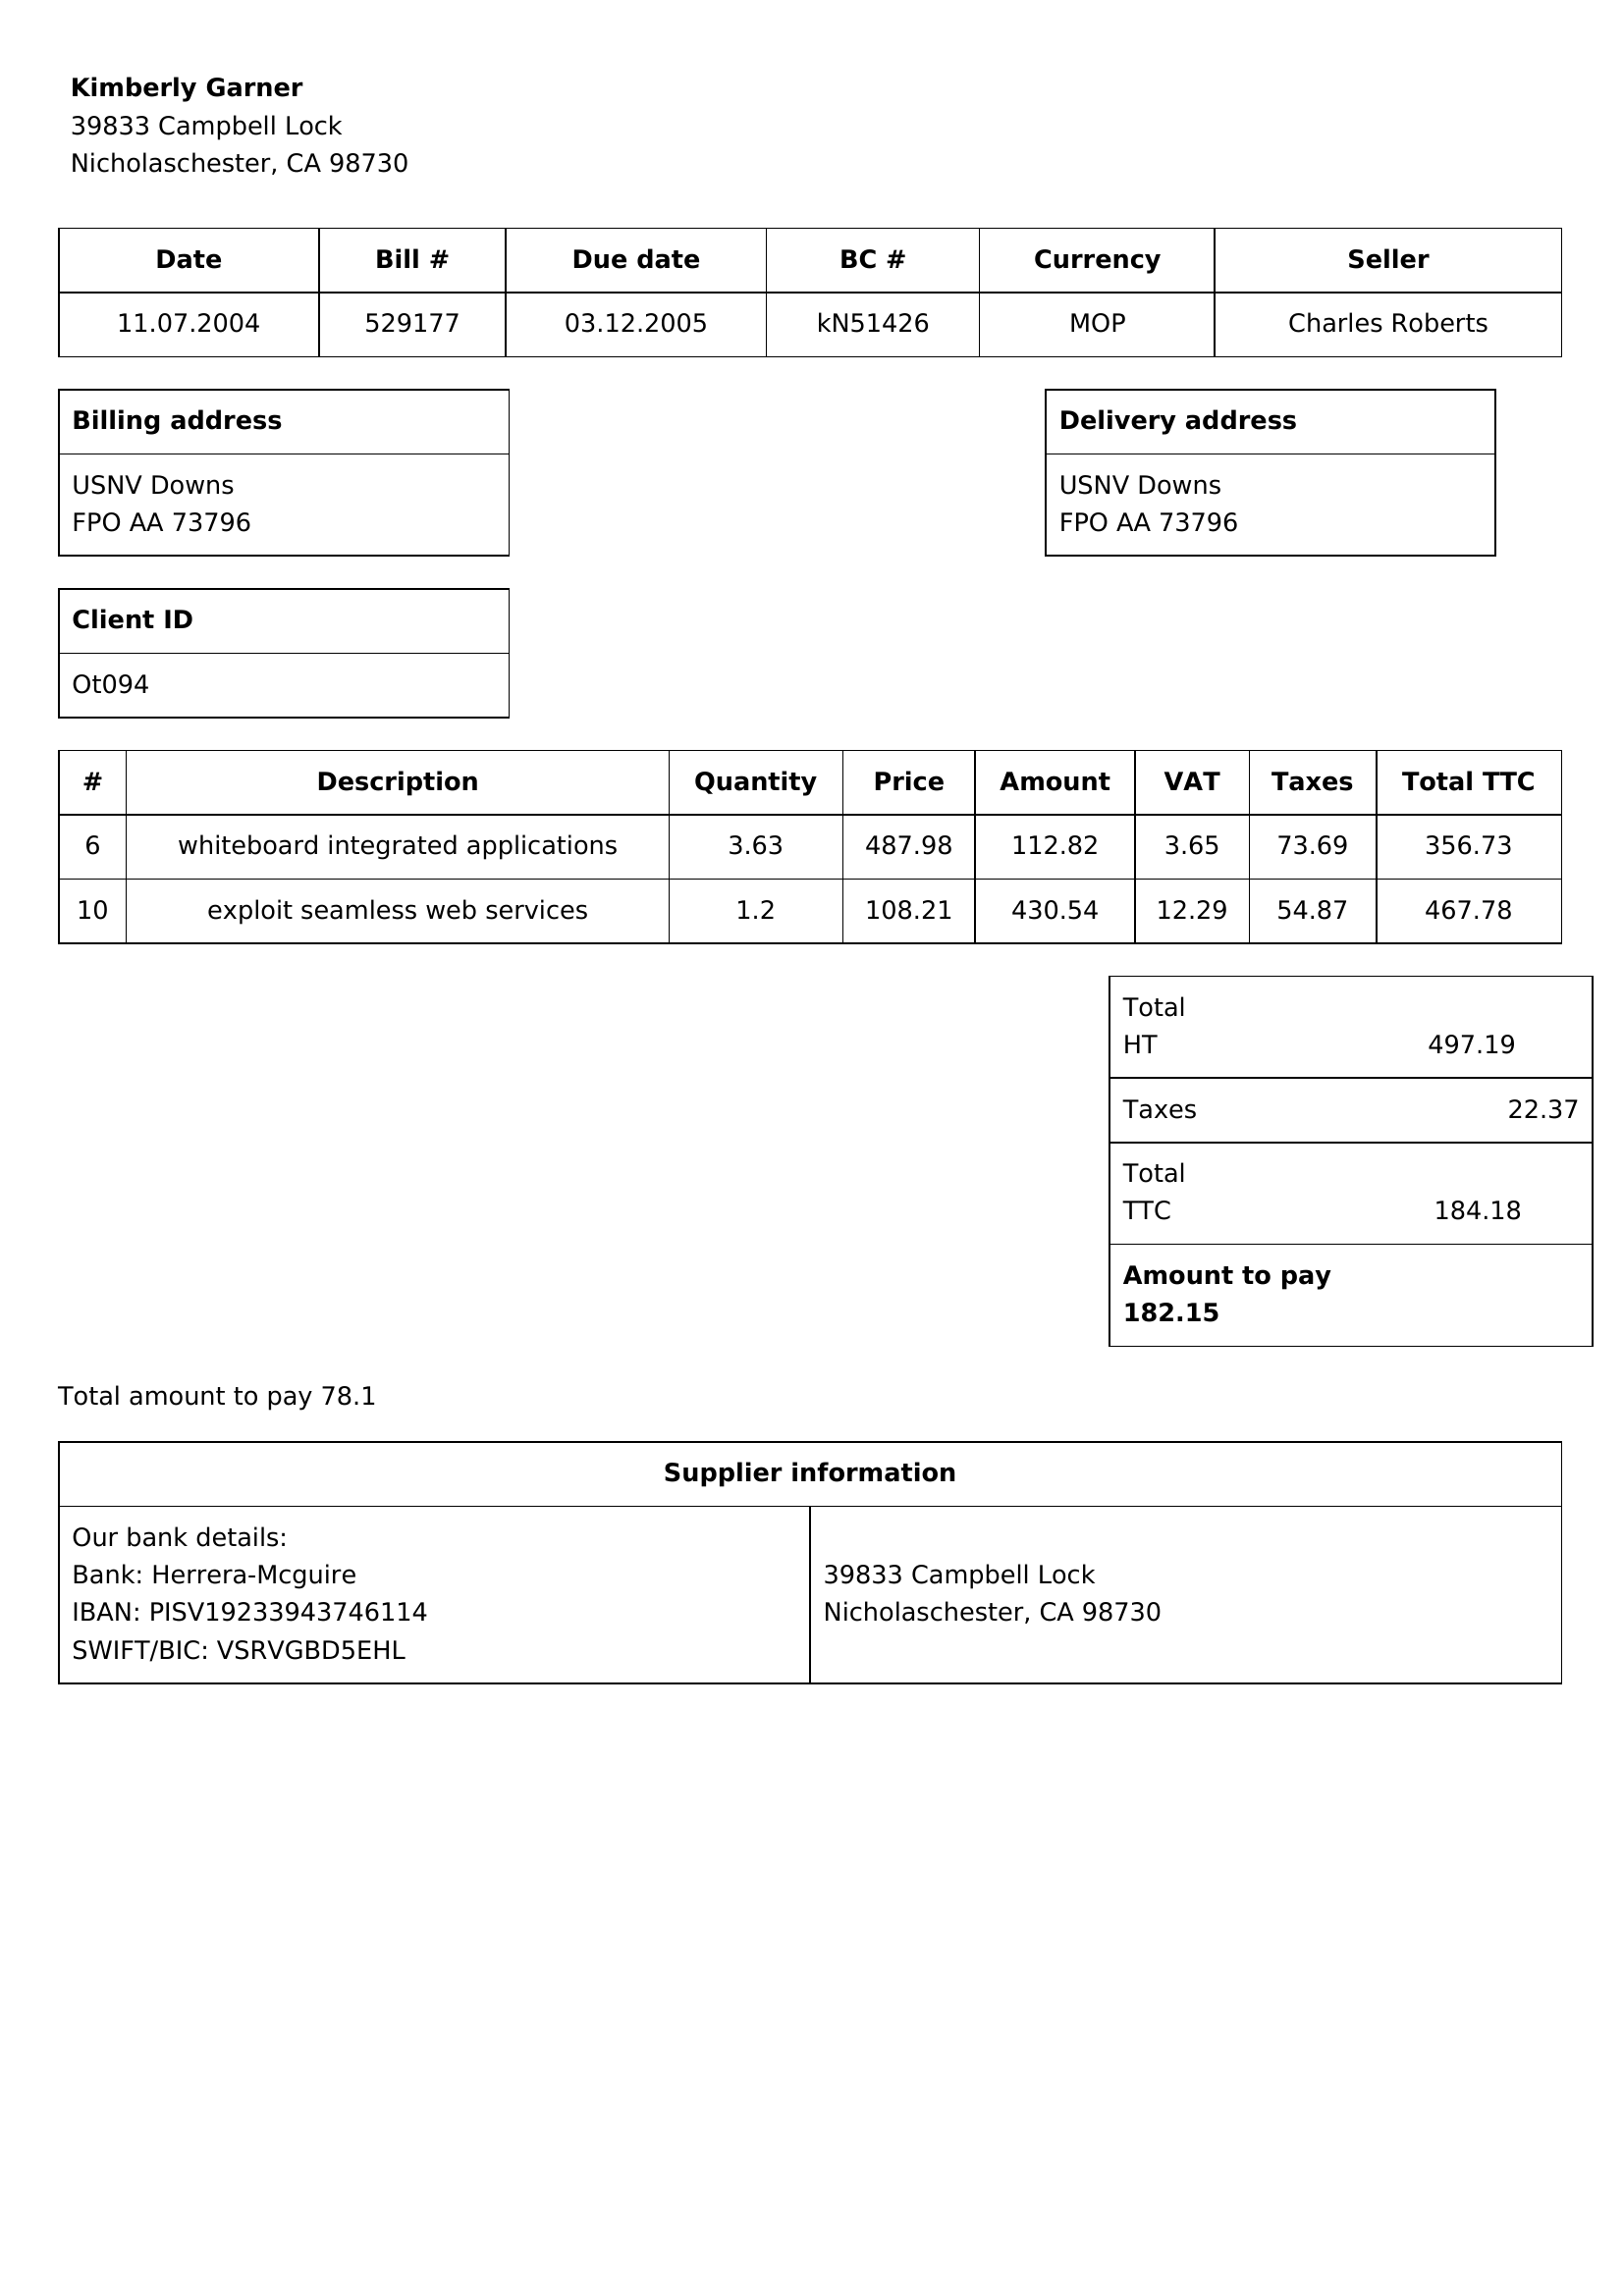 Kimberly Garner
39833 Campbell Lock
Nicholaschester, CA 98730
Date Bill # Due date BC # Currency Seller
11.07.2004 529177 03.12.2005 kN51426 MOP Charles Roberts
Billing address Delivery address
USNV Downs USNV Downs
FPO AA 73796 FPO AA 73796
Client ID
Ot094
# Description Quantity Price Amount VAT Taxes Total TTC
6 whiteboard integrated applications 3.63 487.98 112.82 3.65 73.69 356.73
10 exploit seamless web services 1.2 108.21 430.54 12.29 54.87 467.78
Total
HT 497.19
Taxes 22.37
Total
TTC 184.18
Amount to pay
182.15
Total amount to pay 78.1
Supplier information
Our bank details:
Bank: Herrera-Mcguire 39833 Campbell Lock
IBAN: PISV19233943746114 Nicholaschester, CA 98730
SWIFT/BIC: VSRVGBD5EHL